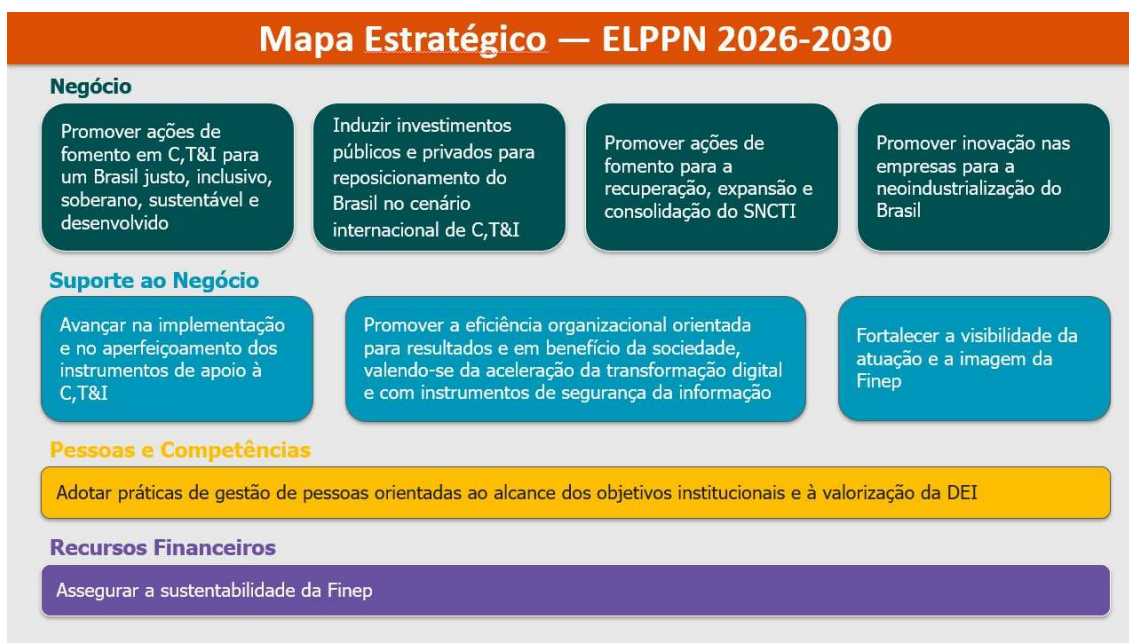 Mapa Estratégico — ELPPN 2026-2030
Negócio
Promover ações de
fomento em C,T&I para
um Brasil justo, inclusivo,
soberano, sustentável e
desenvolvido
Induzir investimentos
públicos e privados para
reposicionamento do
Brasil no cenário
internacional de C,T&I
Promover ações de
fomento para a
recuperação, expansão e
consolidação do SNCTI
Promover inovação nas
empresas para a
neoindustrialização do
Brasil
Suporte ao Negócio
Avançar na implementação
e no aperfeiçoamento dos
instrumentos de apoio à
C,T&I
Promover a eficiência organizacional orientada
para resultados e em benefício da sociedade,
valendo-se da aceleração da transformação digital
e com instrumentos de segurança da informação
Fortalecer a visibilidade da
atuação e a imagem da
Finep
Pessoas e Competências
Adotar práticas de gestão de pessoas orientadas ao alcance dos objetivos institucionais e à valorização da DEI
Recursos Financeiros
Assegurar a sustentabilidade da Finep